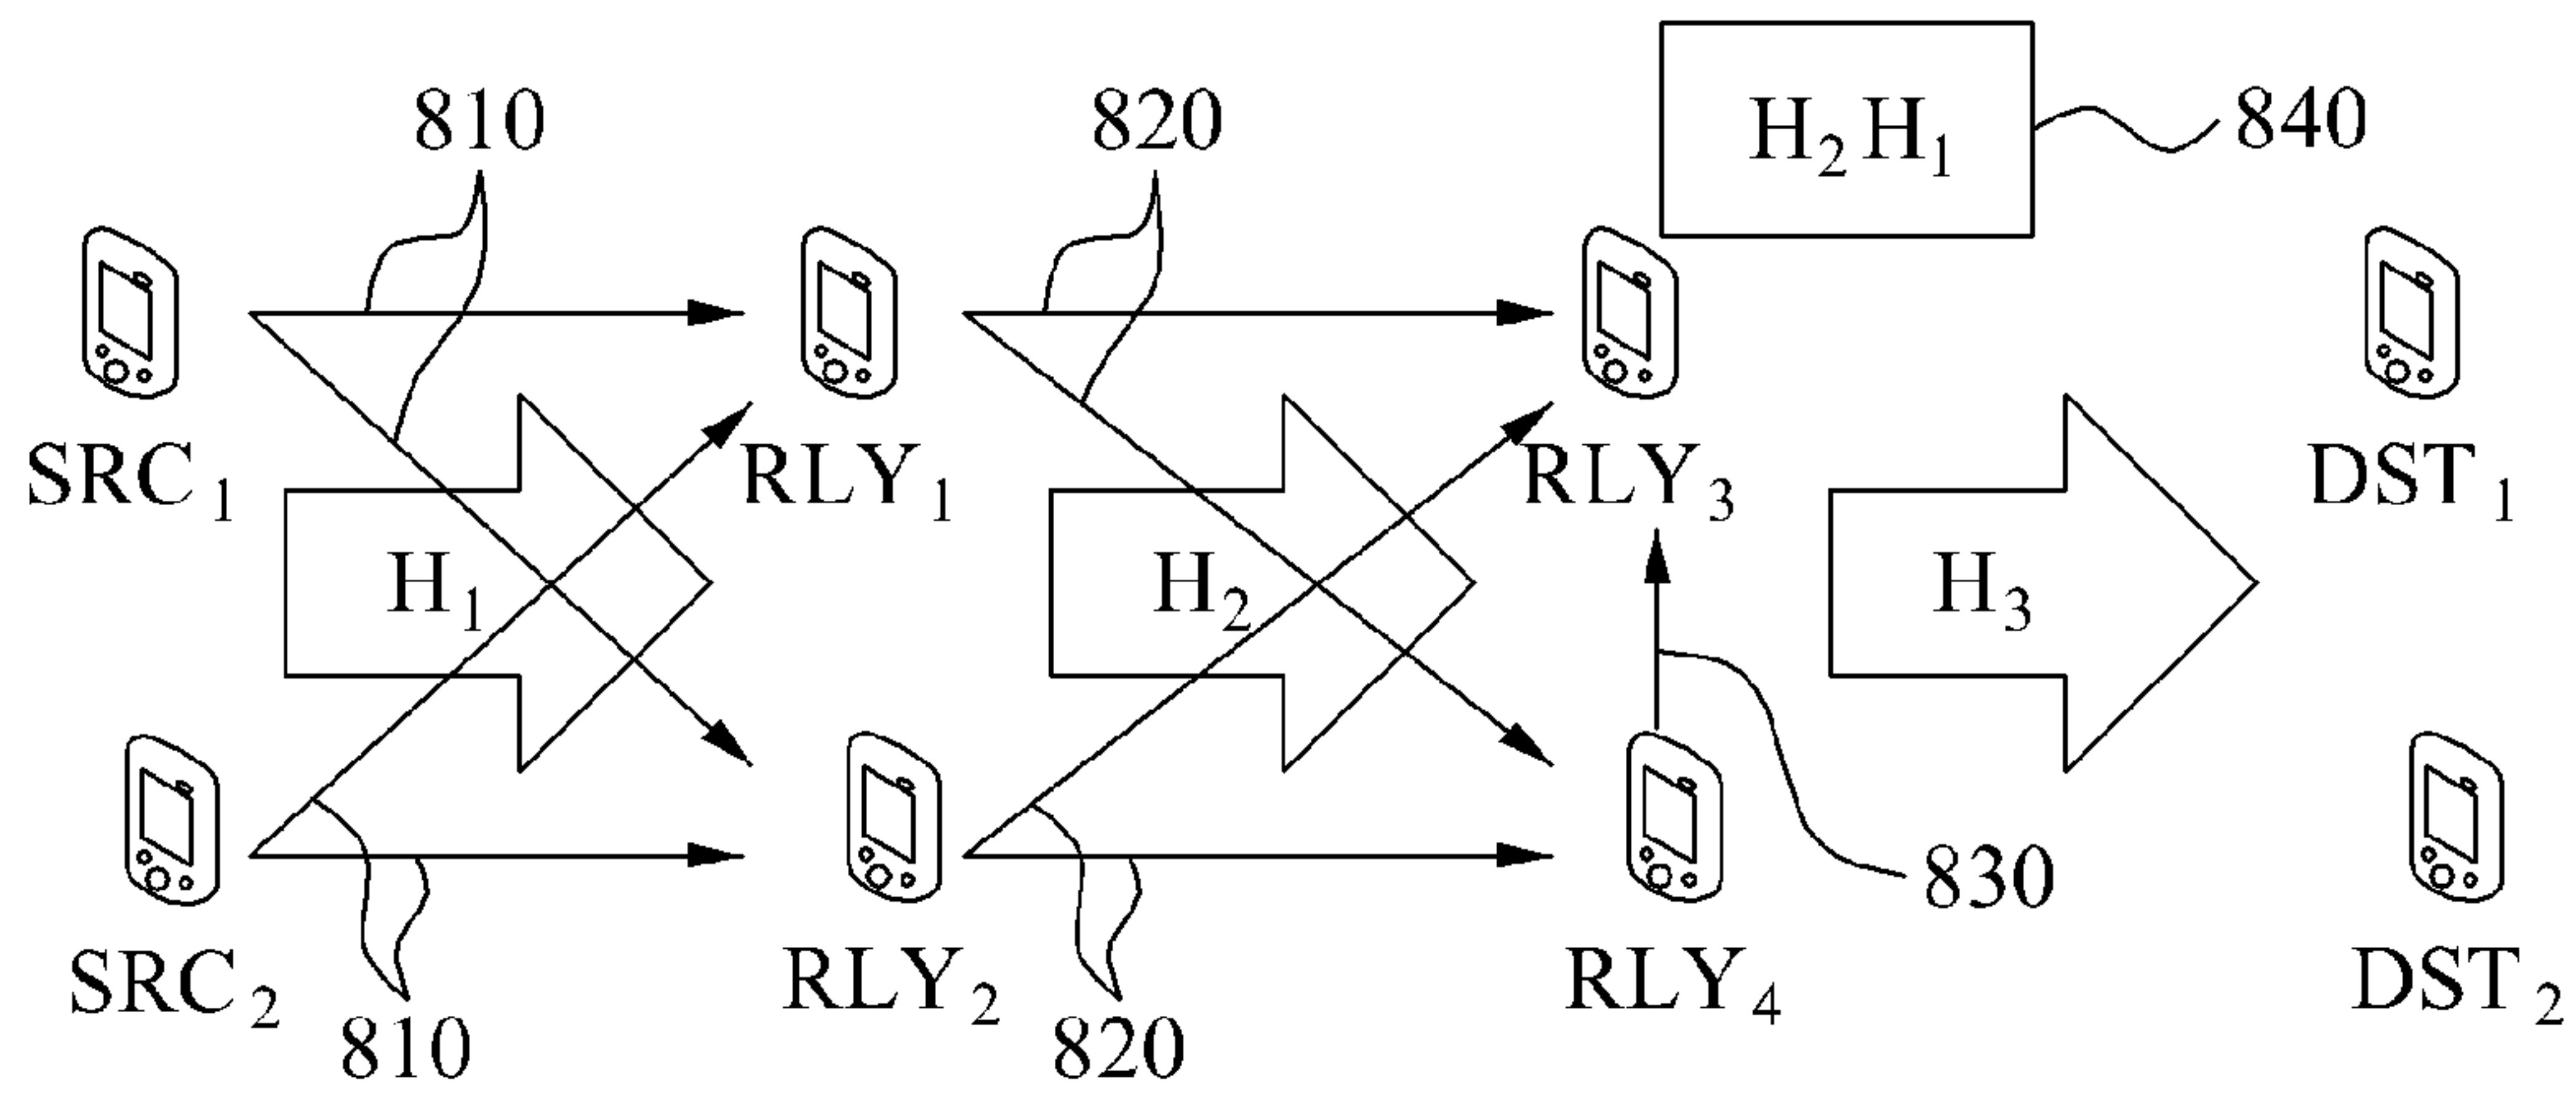 810 820 H₂ H₁ 840
SRC₁ RLY₁ RLY₃ DST₁
H₁ H₂ H₃
830
SRC₂ RLY₂ RLY₄ DST₂
810 820